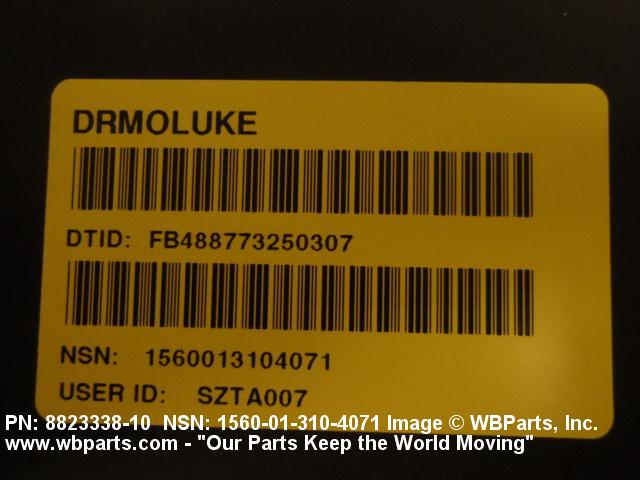 DRMOLUKE
DTID: FB488773250307
NSN: 1560013104071
USER ID: SZTA007
PN: 8823338-10 NSN: 1560-01-310-4071 Image © WBParts, Inc.
www.wbparts.com - "Our Parts Keep the World Moving"